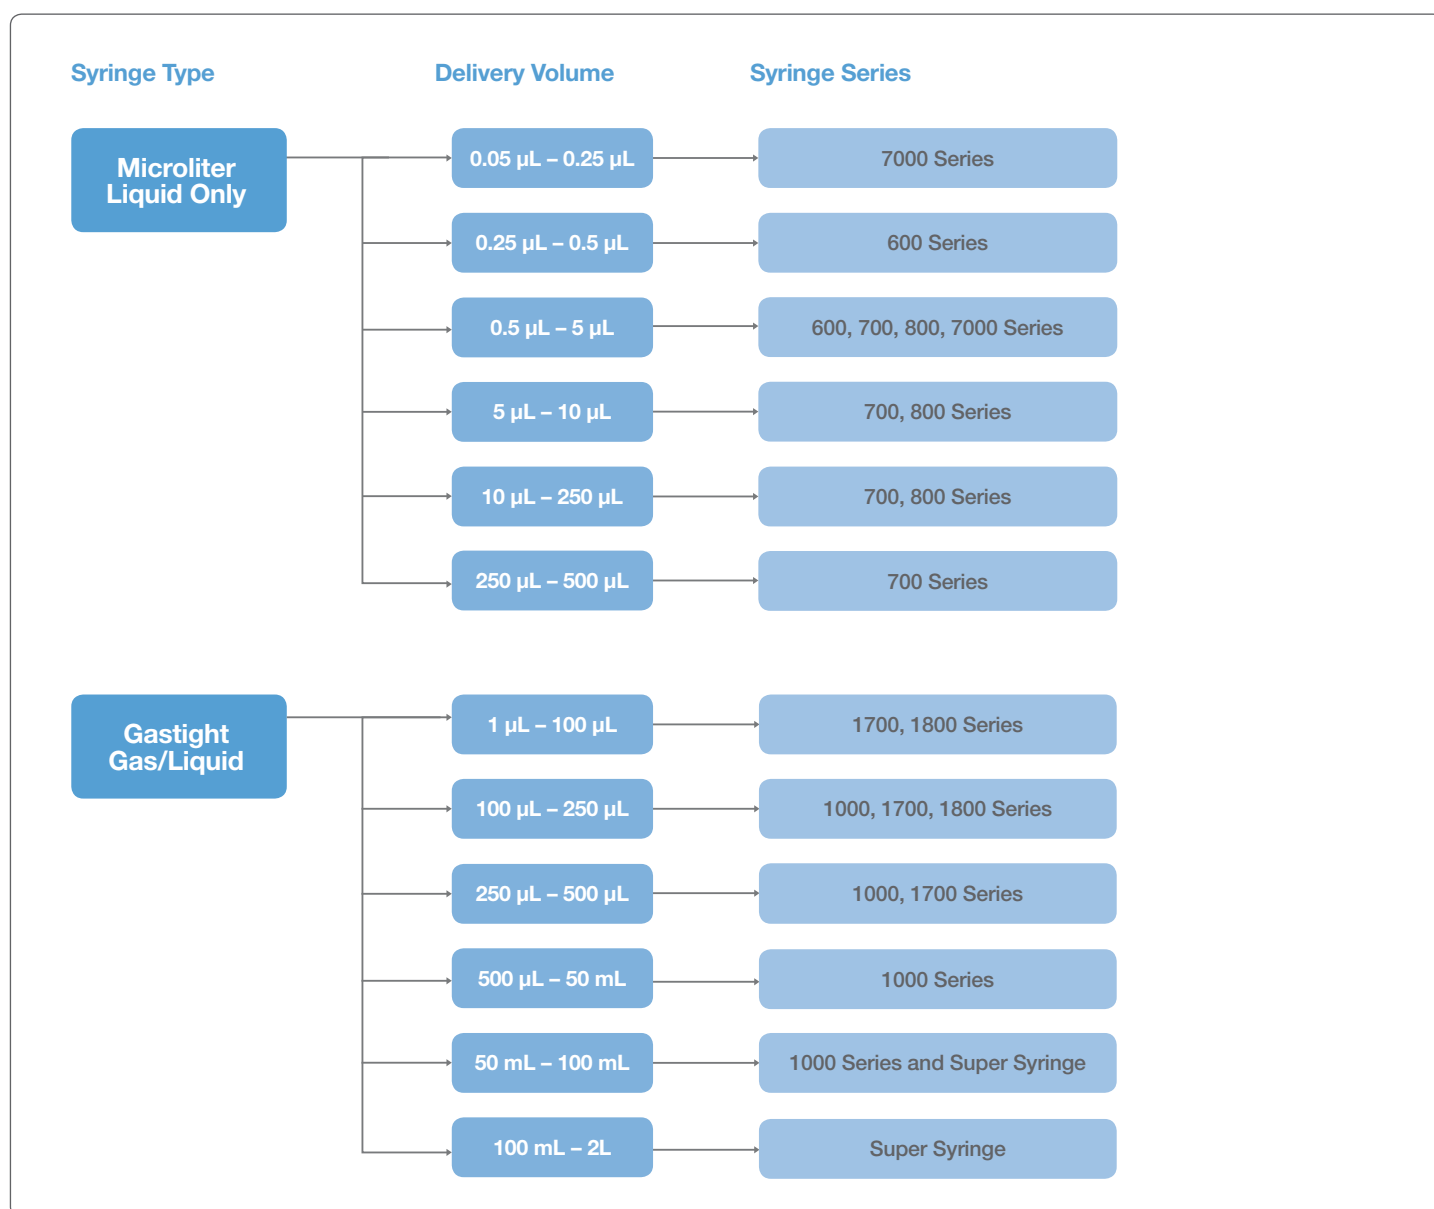 Syringe Type
Delivery Volume
Syringe Series
Microliter
Liquid Only
0.05 µL – 0.25 µL
7000 Series
0.25 µL – 0.5 µL
600 Series
0.5 µL – 5 µL
600, 700, 800, 7000 Series
5 µL – 10 µL
700, 800 Series
10 µL – 250 µL
700, 800 Series
250 µL – 500 µL
700 Series
Gastight
Gas/Liquid
1 µL – 100 µL
1700, 1800 Series
100 µL – 250 µL
1000, 1700, 1800 Series
250 µL – 500 µL
1000, 1700 Series
500 µL – 50 mL
1000 Series
50 mL – 100 mL
1000 Series and Super Syringe
100 mL – 2L
Super Syringe